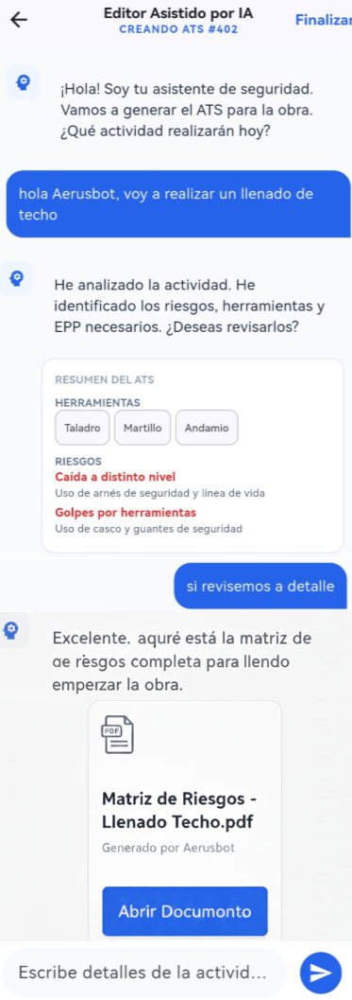 Editor Asistido por IA
CREANDO ATS #402
Finalizar
¡Hola! Soy tu asistente de seguridad.
Vamos a generar el ATS para la obra.
¿Qué actividad realizarán hoy?
hola Aerusbot, voy a realizar un llenado de
techo
He analizado la actividad. He
identificado los riesgos, herramientas y
EPP necesarios. ¿Deseas revisarlos?
RESUMEN DEL ATS
HERRAMIENTAS
Taladro
Martillo
Andamio
RIESGOS
Caída a distinto nivel
Uso de arnés de seguridad y línea de vida
Golpes por herramientas
Uso de casco y guantes de seguridad
si revisemos a detalle
Excelente. aquré está la matriz de
ɑe rèsgos completa para llendo
emperzar la obra.
PDF
Matriz de Riesgos -
Llenado Techo.pdf
Generado por Aerusbot
Abrir Documonto
Escribe detalles de la activid...